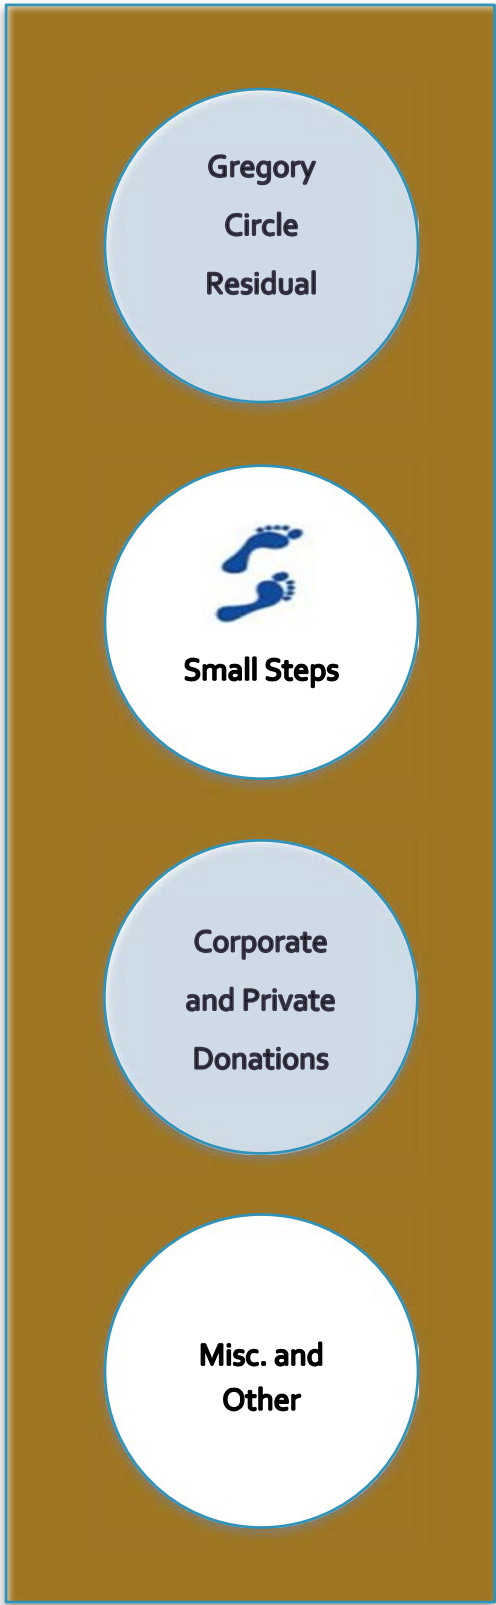 Gregory
Circle
Residual
Small Steps
Corporate
and Private
Donations
Misc. and
Other